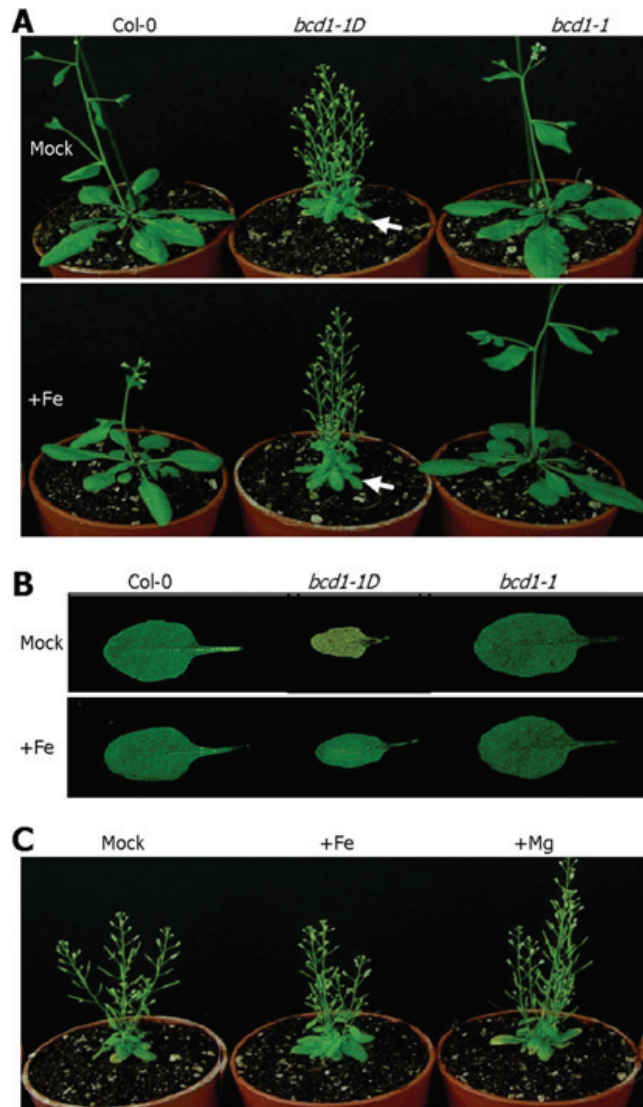 A
Col-0 bcd1-1D bcd1-1
Mock
+Fe
B
Col-0 bcd1-1D bcd1-1
Mock
+Fe
C
Mock +Fe +Mg